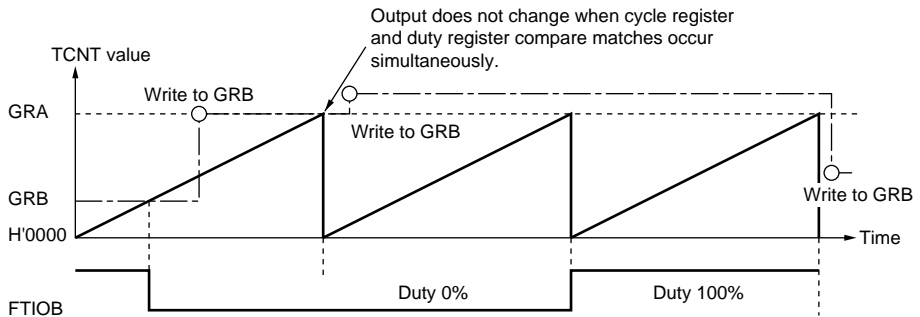 Output does not change when cycle register
and duty register compare matches occur
simultaneously.
TCNT value
Write to GRB
GRA
Write to GRB
GRB
Write to GRB
H'0000
Time
Duty 0%
Duty 100%
FTIOB